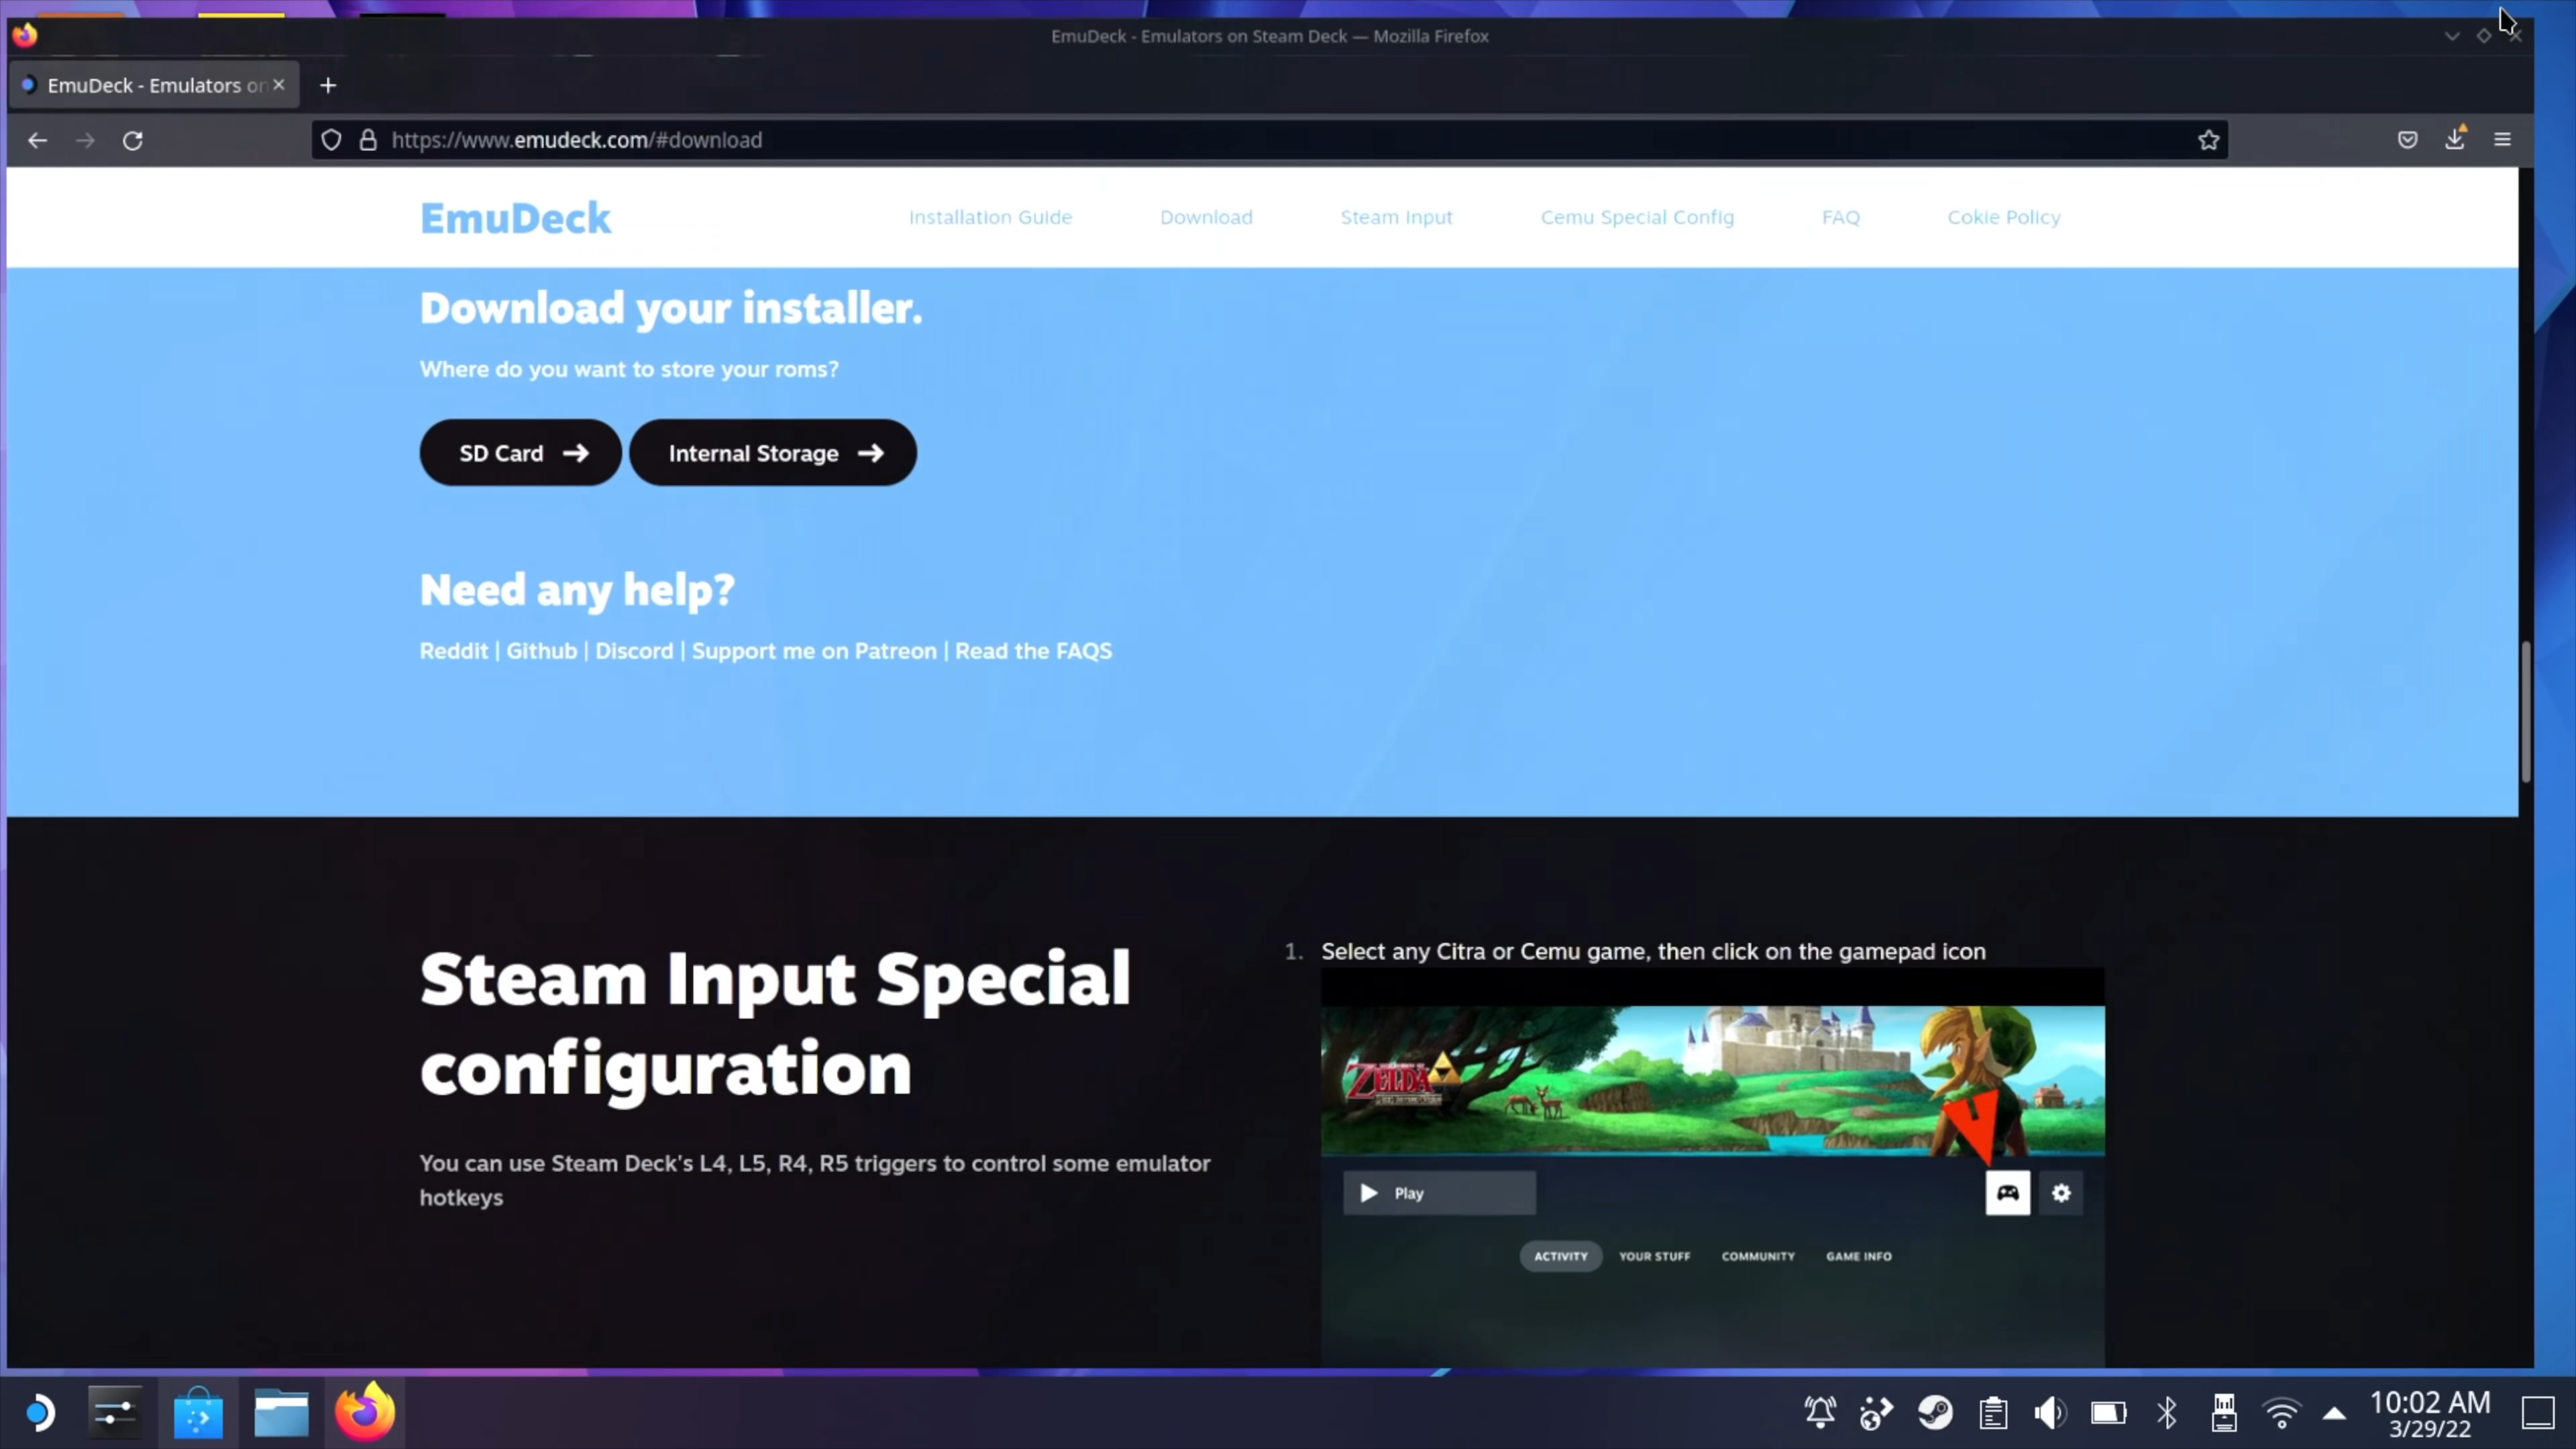 EmuDeck - Emulators on Steam Deck — Mozilla Firefox
EmuDeck - Emulators on
https://www.emudeck.com/#download
EmuDeck
Installation Guide
Download
Steam Input
Cemu Special Config
FAQ
Cokie Policy
Download your installer.
Where do you want to store your roms?
SD Card →
Internal Storage →
Need any help?
Reddit | Github | Discord | Support me on Patreon | Read the FAQS
Steam Input Special
configuration
You can use Steam Deck's L4, L5, R4, R5 triggers to control some emulator
hotkeys
1. Select any Citra or Cemu game, then click on the gamepad icon
ZELDA
Play
ACTIVITY
YOUR STUFF
COMMUNITY
GAME INFO
10:02 AM
3/29/22